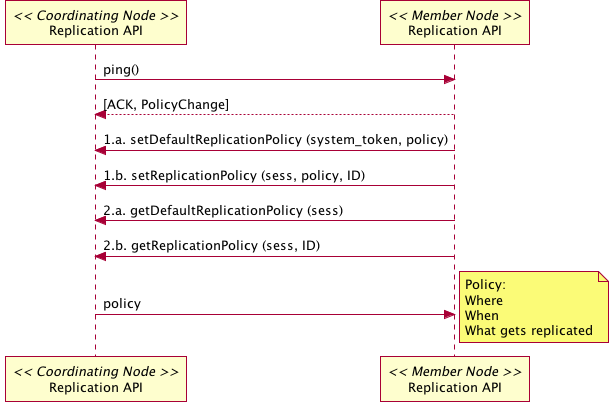 << Coordinating Node >>
Replication API
<< Member Node >>
Replication API
ping()
[ACK, PolicyChange]
1.a. setDefaultReplicationPolicy (system_token, policy)
1.b. setReplicationPolicy (sess, policy, ID)
2.a. getDefaultReplicationPolicy (sess)
2.b. getReplicationPolicy (sess, ID)
policy
Policy:
Where
When
What gets replicated
<< Coordinating Node >>
Replication API
<< Member Node >>
Replication API